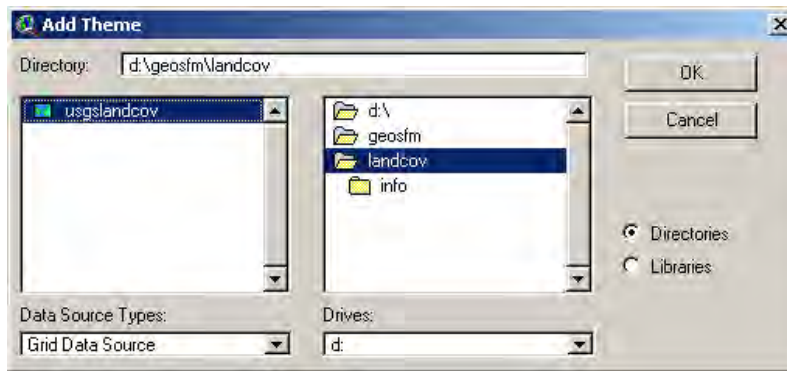 Add Theme
Directory: d:\geosfm\landcov
OK
Cancel
usgslandcov
d:\
geosfm
landcov
info
Directories
Libraries
Data Source Types:
Grid Data Source
Drives:
d: